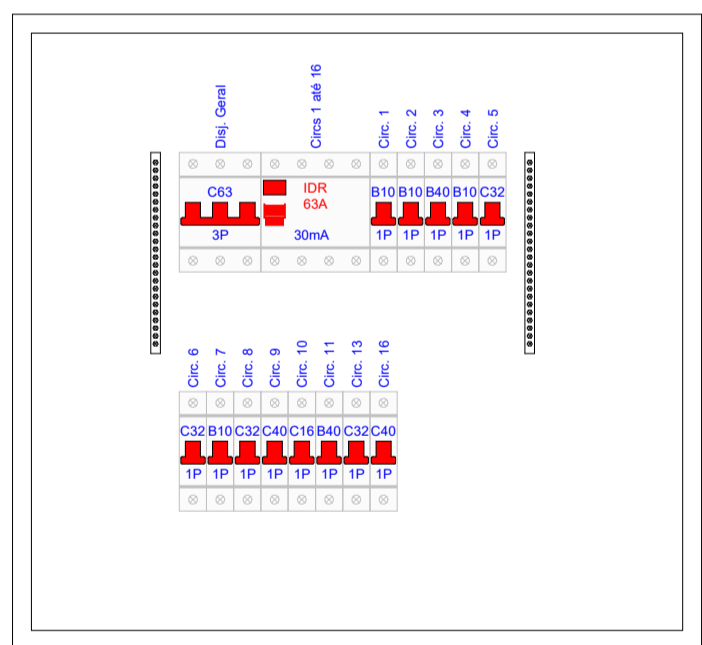 Disj. Geral
Circs 1 até 16
Circ. 1
Circ. 2
Circ. 3
Circ. 4
Circ. 5
C63
IDR
63A
B10 B10 B40 B10 C32
3P
30mA
1P 1P 1P 1P 1P
Circ. 6
Circ. 7
Circ. 8
Circ. 9
Circ. 10
Circ. 11
Circ. 13
Circ. 16
C32 B10 C32 C40 C16 B40 C32 C40
1P 1P 1P 1P 1P 1P 1P 1P